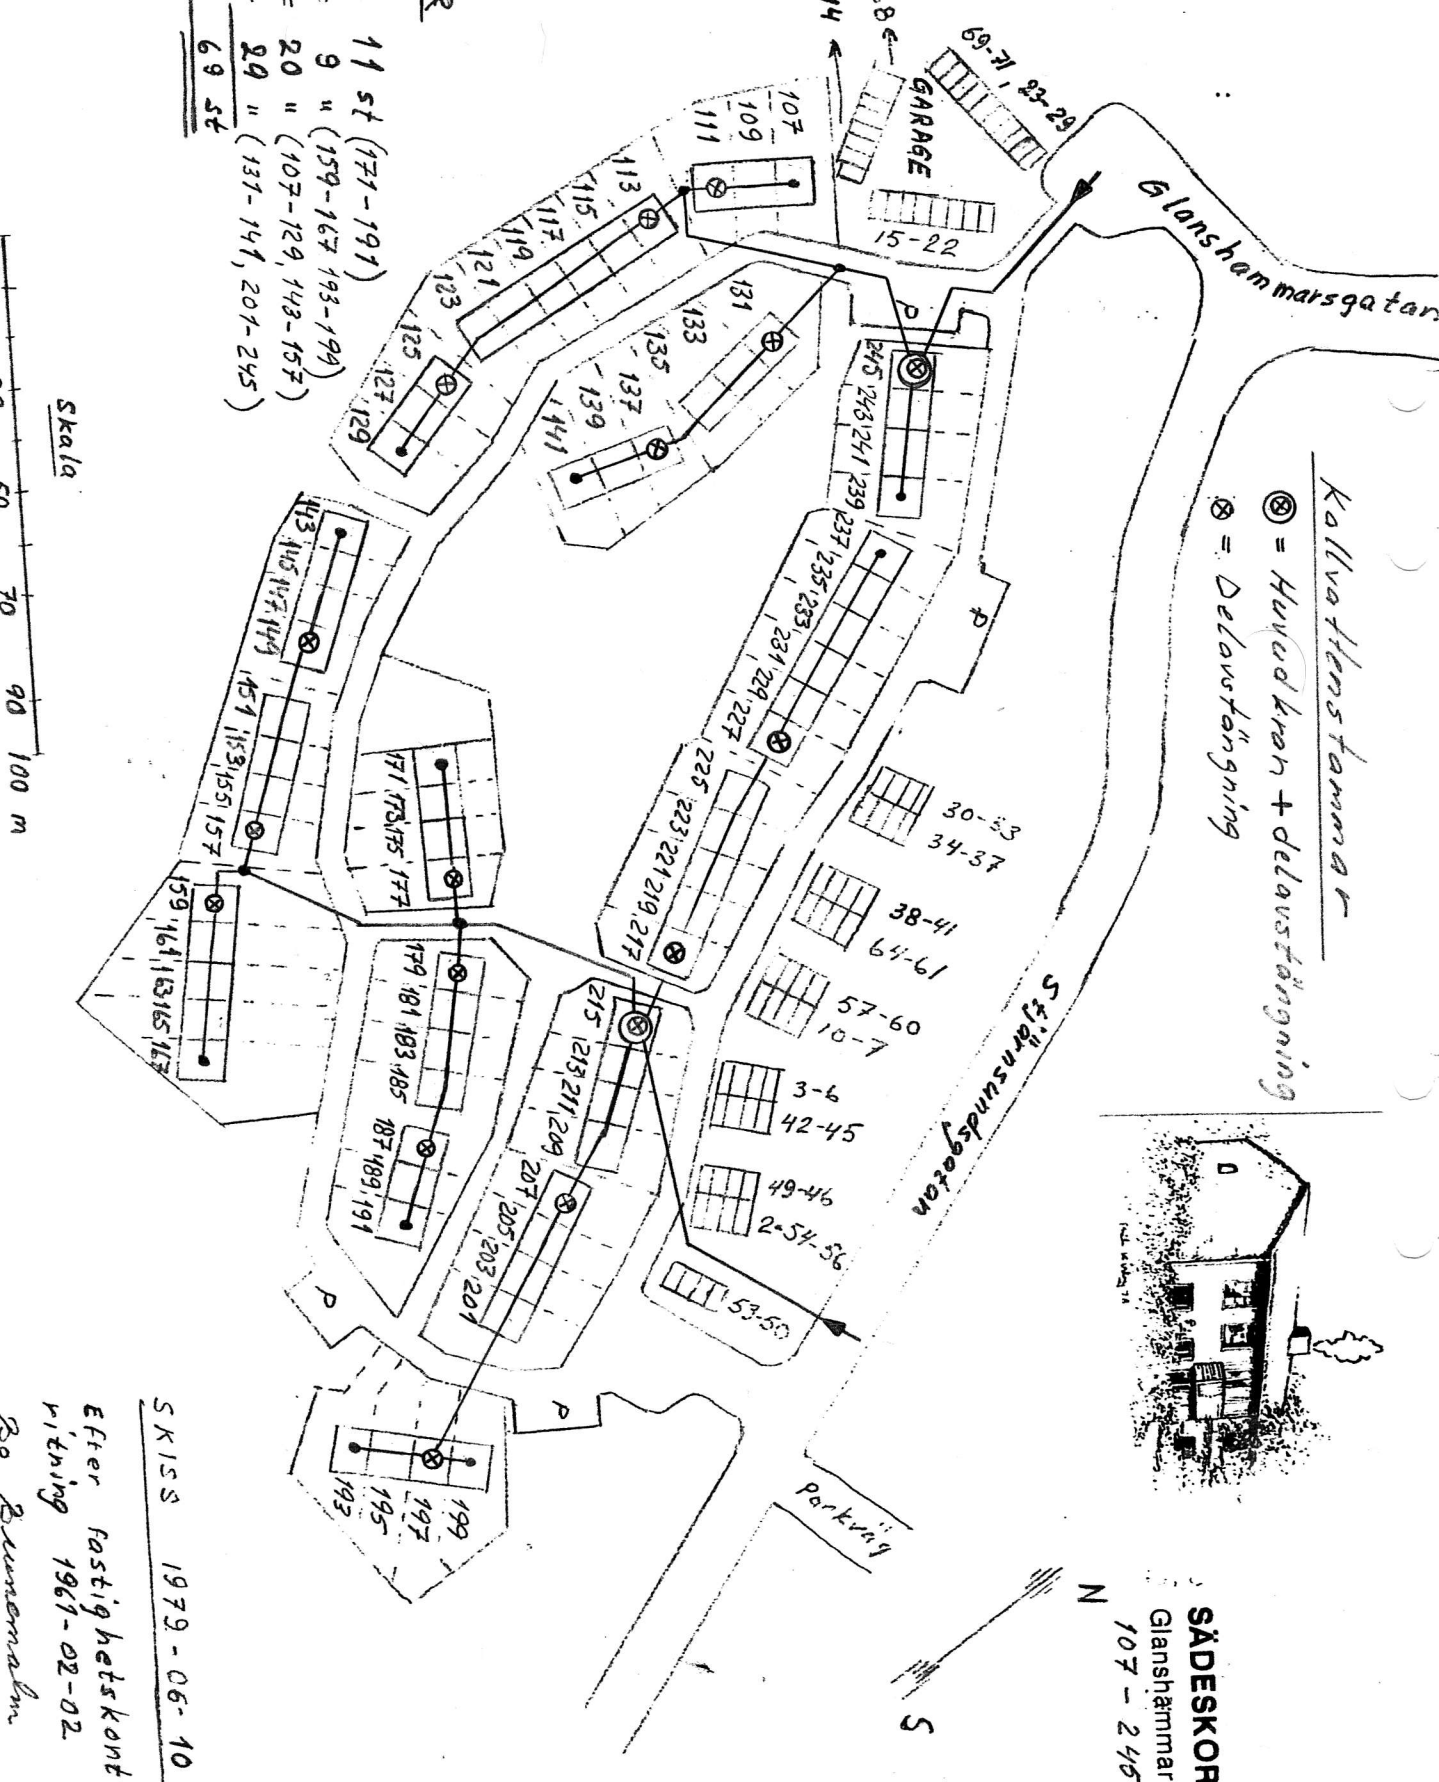 SÄDESKOR
Glanshammar
107 - 245
Kallvattenstammar
⊗ = Huvudkran + delavstängning
⊗ = Delavstängning
Glanshammarsgatan
Stjärnsundsgatan
Parkväg
N
S
69-71, 23-29
GARAGE
15-22
8
14
P
P
P
P
107
109
111
113
115
117
119
121
123
125
127
129
131
133
135
137
139
141
143 145 147 149
151 153 155 157
159 161 163 165 167
171 173 175 177
179 181 183 185
187 189 191
193
195
197
199
245 243 241 239
237 235 233 231 229 227
225 223 221 219 217
215 213 211 209
207 205 203 201
30-33
34-37
38-41
64-61
57-60
10-7
3-6
42-45
49-46
2-54-56
53-50
R
11 st (171-191)
9 " (159-167 193-199)
= 20 " (107-129, 143-157)
29 " (131-141, 201-245)
69 st
Skala
50 70 90 100 m
SKISS 1979-06-10
Efter fastighetskont
ritning 1961-02-02